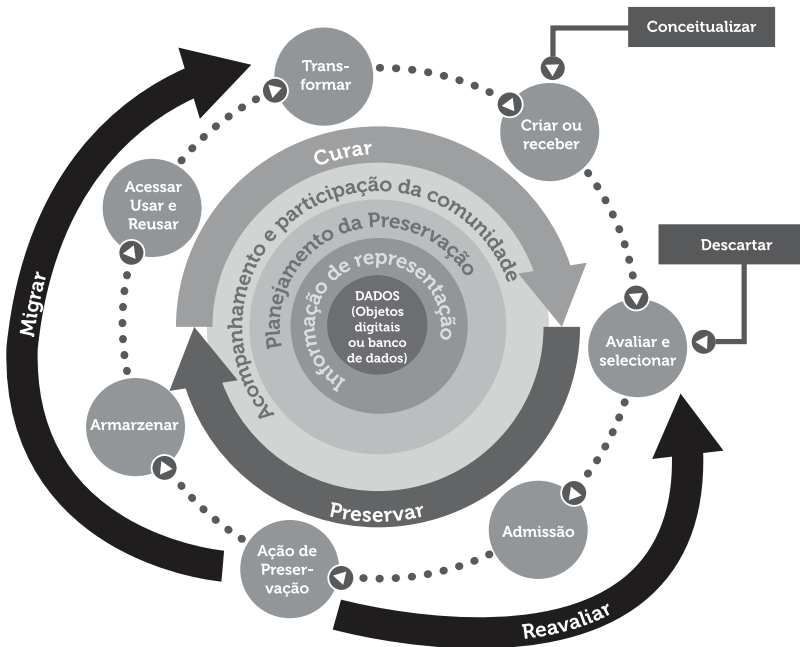 Conceitualizar
Trans-
formar
Criar ou
receber
Curar
Acessar
Usar e
Reusar
Acompanhamento e participação da comunidade
Planejamento da Preservação
Informação de representação
Descartar
DADOS
(Objetos
digitais
ou banco
de dados)
Migrar
Avaliar e
selecionar
Armarzenar
Preservar
Admissão
Ação de
Preser-
vação
Reavaliar